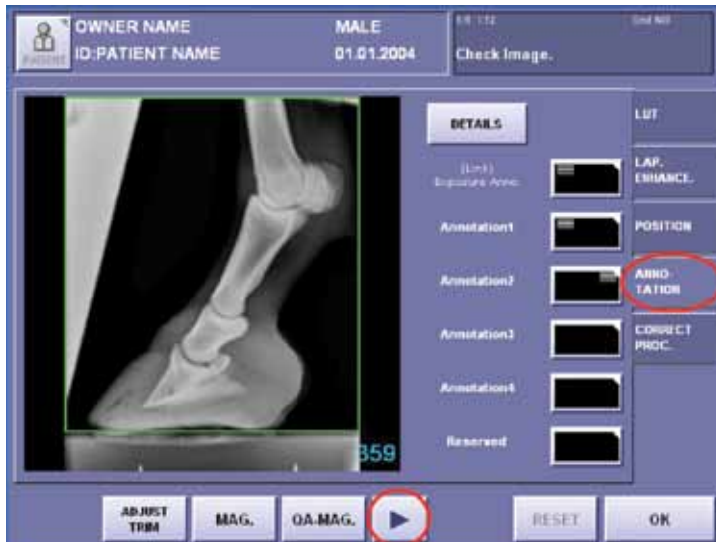 OWNER NAME
MALE
ID:PATIENT NAME
01.01.2004
Check Image.
PATIENT
DETAILS
LUT
LAP.
ENHANCE.
Exposure Anno.
Annotation1
POSITION
Annotation2
ANNO-
TATION
Annotation3
CORRECT
PROC.
Annotation4
Reserved
359
ADJUST
TRIM
MAG.
QA-MAG.
RESET
OK